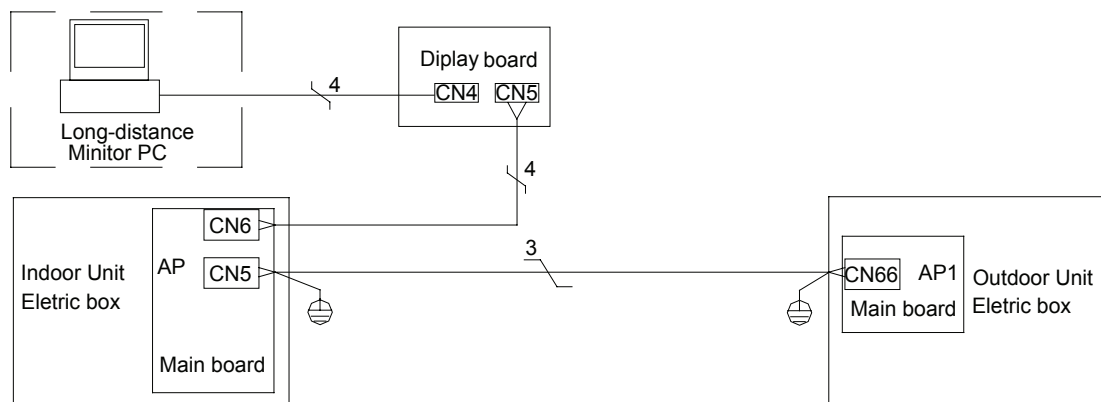 Diplay board
4
CN4
CN5
Long-distance
Minitor PC
4
CN6
3
AP
CN5
Indoor Unit
Eletric box
CN66
AP1
Outdoor Unit
Eletric box
Main board
Main board